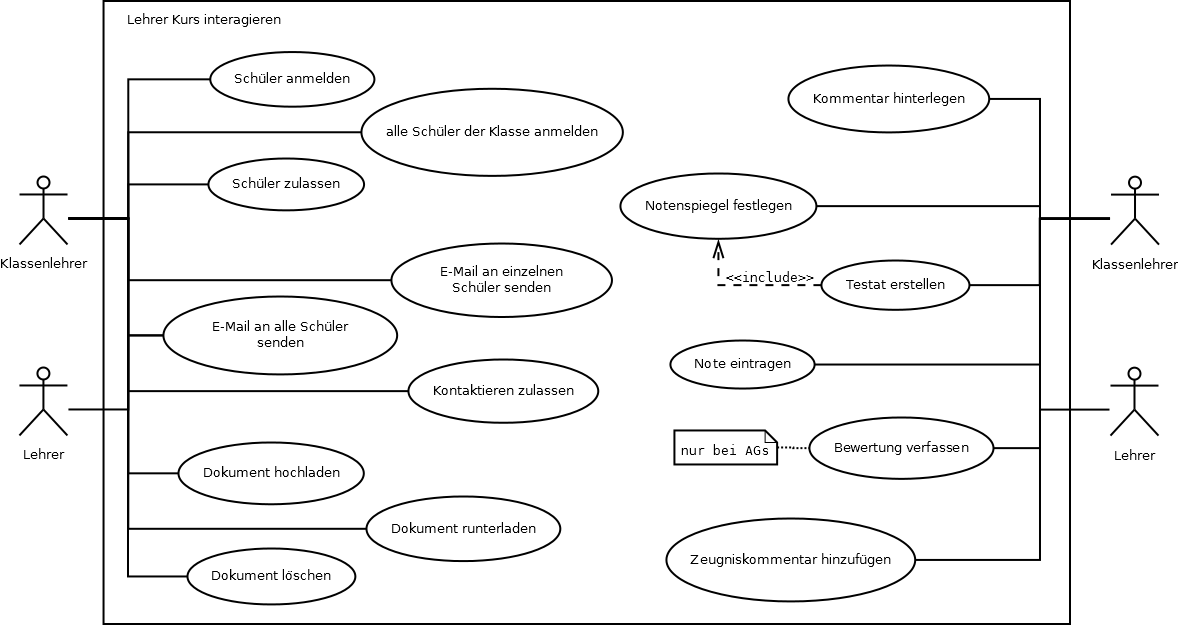 Lehrer Kurs interagieren
Schüler anmelden
alle Schüler der Klasse anmelden
Schüler zulassen
Klassenlehrer
E-Mail an einzelnen
Schüler senden
E-Mail an alle Schüler
senden
Kontaktieren zulassen
Lehrer
Dokument hochladen
Dokument runterladen
Dokument löschen
Kommentar hinterlegen
Notenspiegel festlegen
<<include>>
Testat erstellen
Klassenlehrer
Note eintragen
nur bei AGs
Bewertung verfassen
Lehrer
Zeugniskommentar hinzufügen